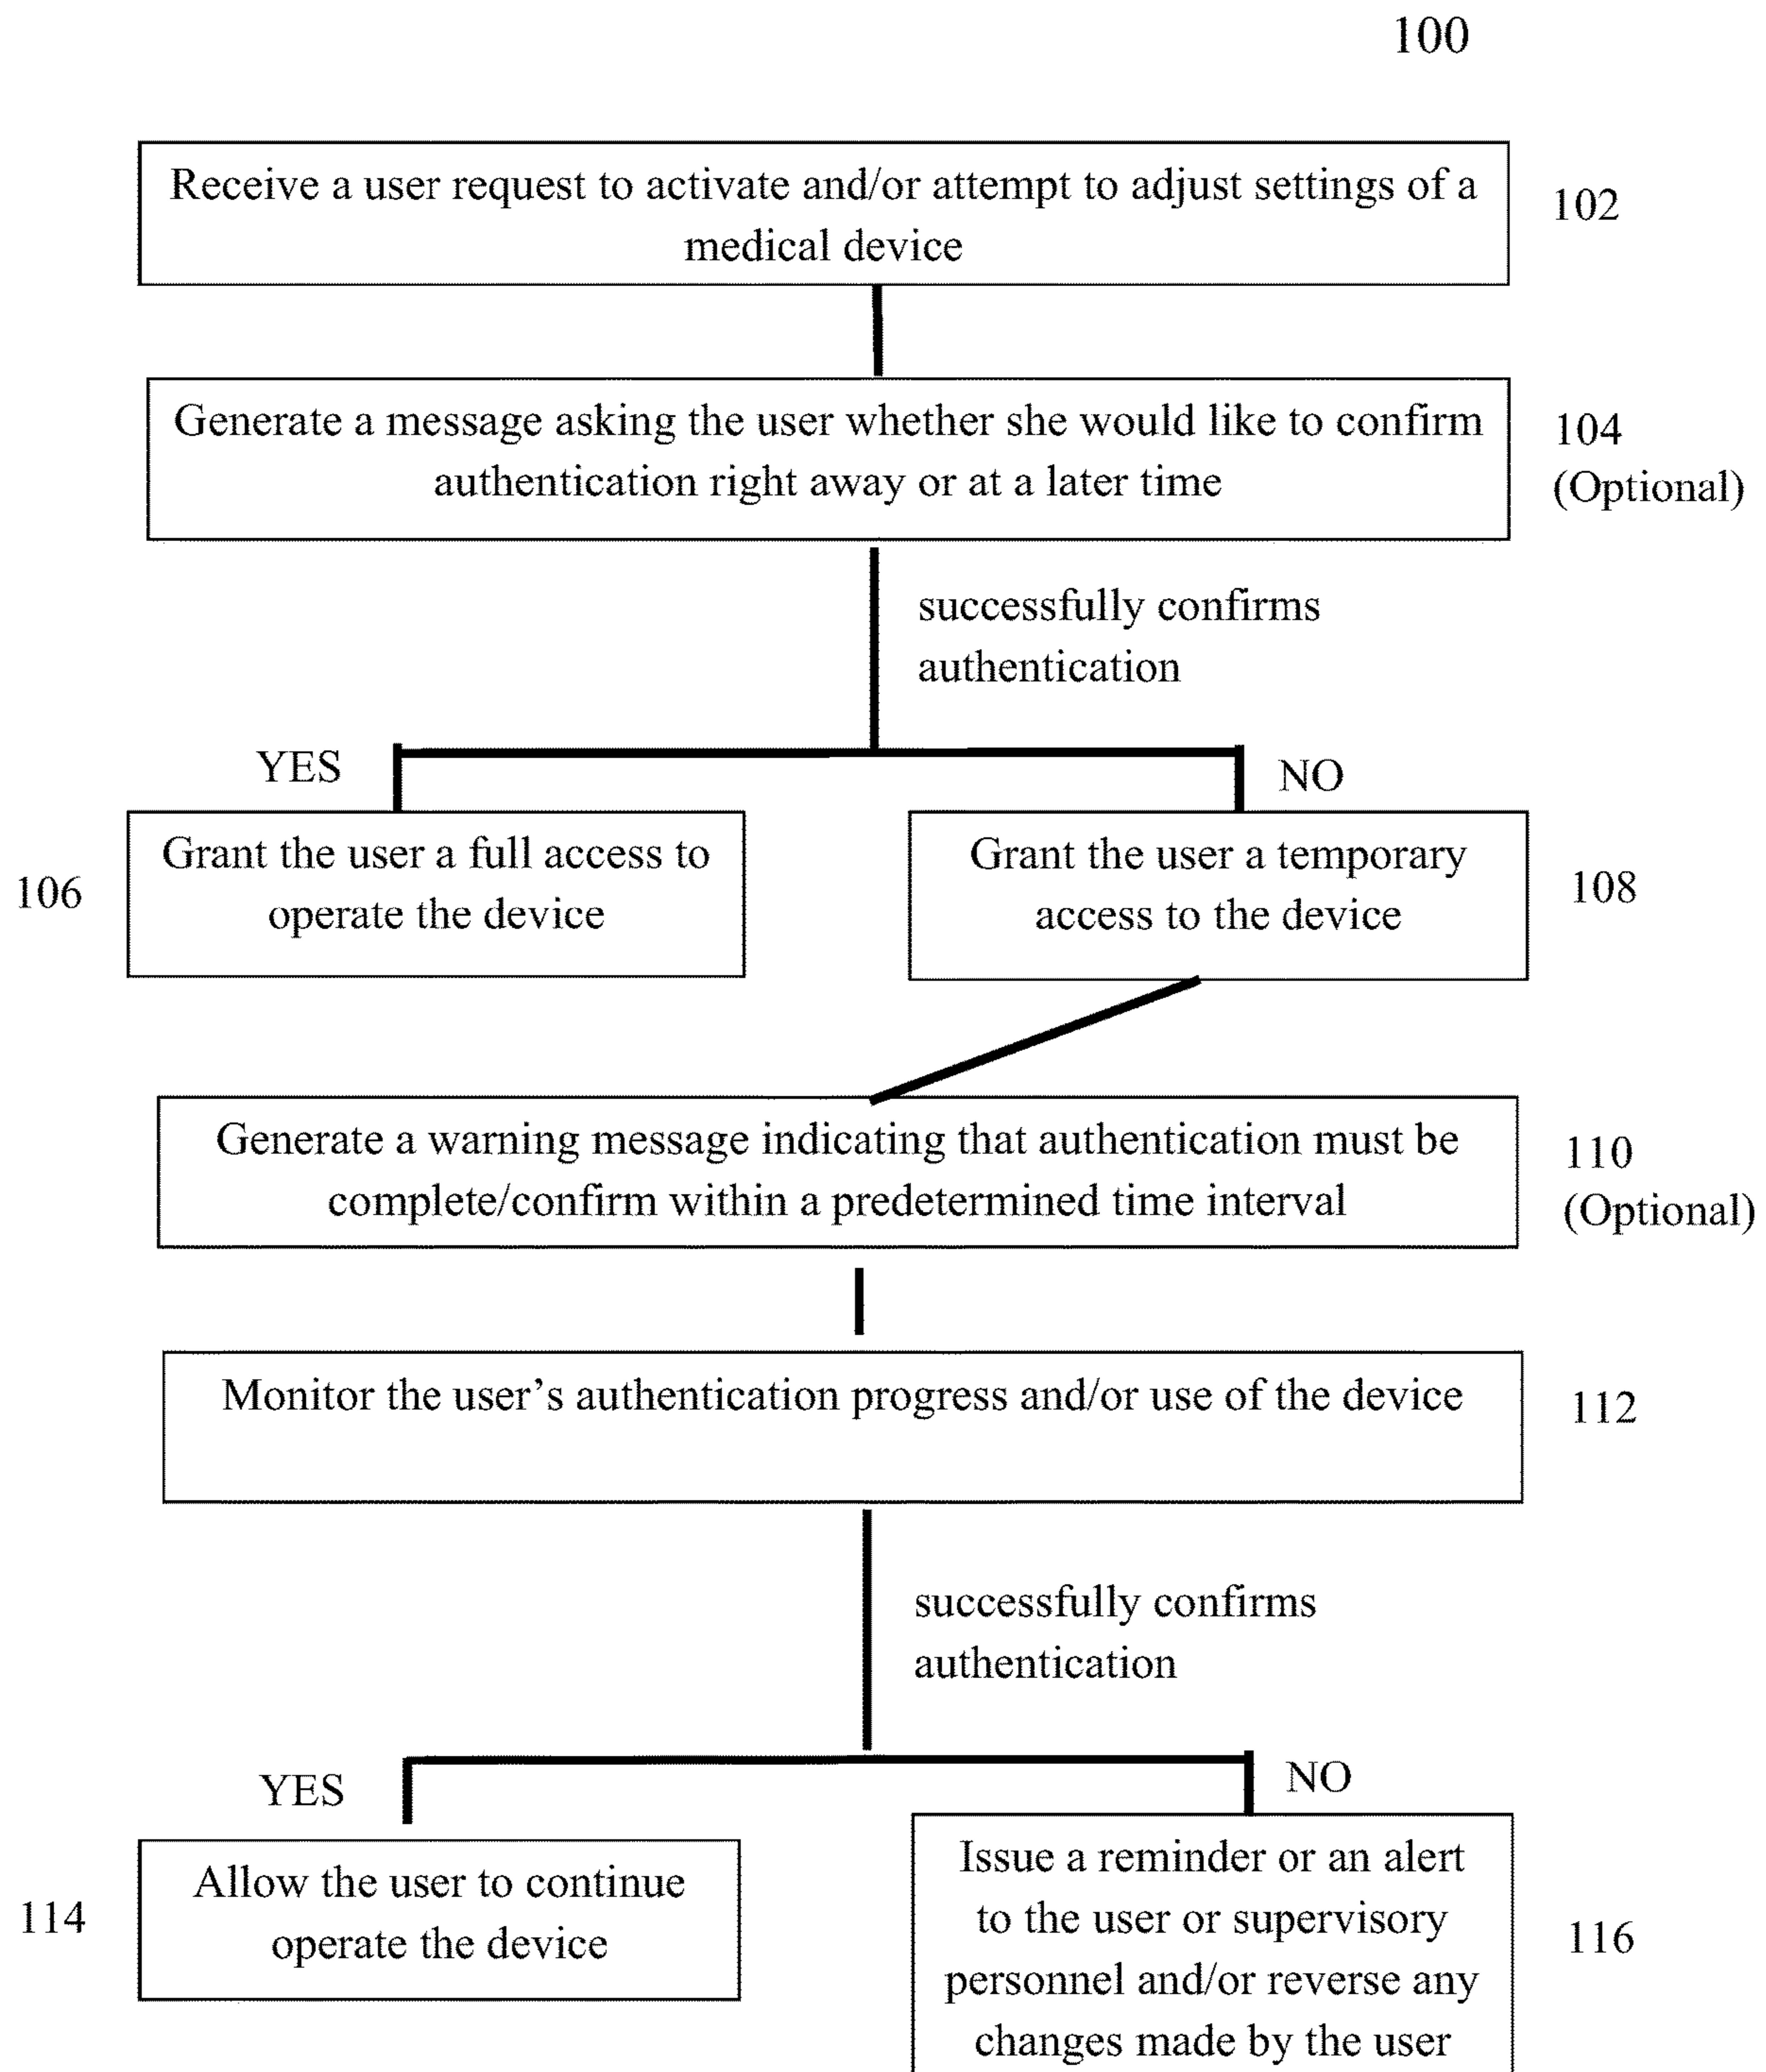 100
Receive a user request to activate and/or attempt to adjust settings of a
medical device
102
Generate a message asking the user whether she would like to confirm
authentication right away or at a later time
104
(Optional)
successfully confirms
authentication
YES
NO
106
Grant the user a full access to
operate the device
Grant the user a temporary
access to the device
108
Generate a warning message indicating that authentication must be
complete/confirm within a predetermined time interval
110
(Optional)
Monitor the user's authentication progress and/or use of the device
112
successfully confirms
authentication
YES
NO
114
Allow the user to continue
operate the device
Issue a reminder or an alert
to the user or supervisory
personnel and/or reverse any
changes made by the user
116